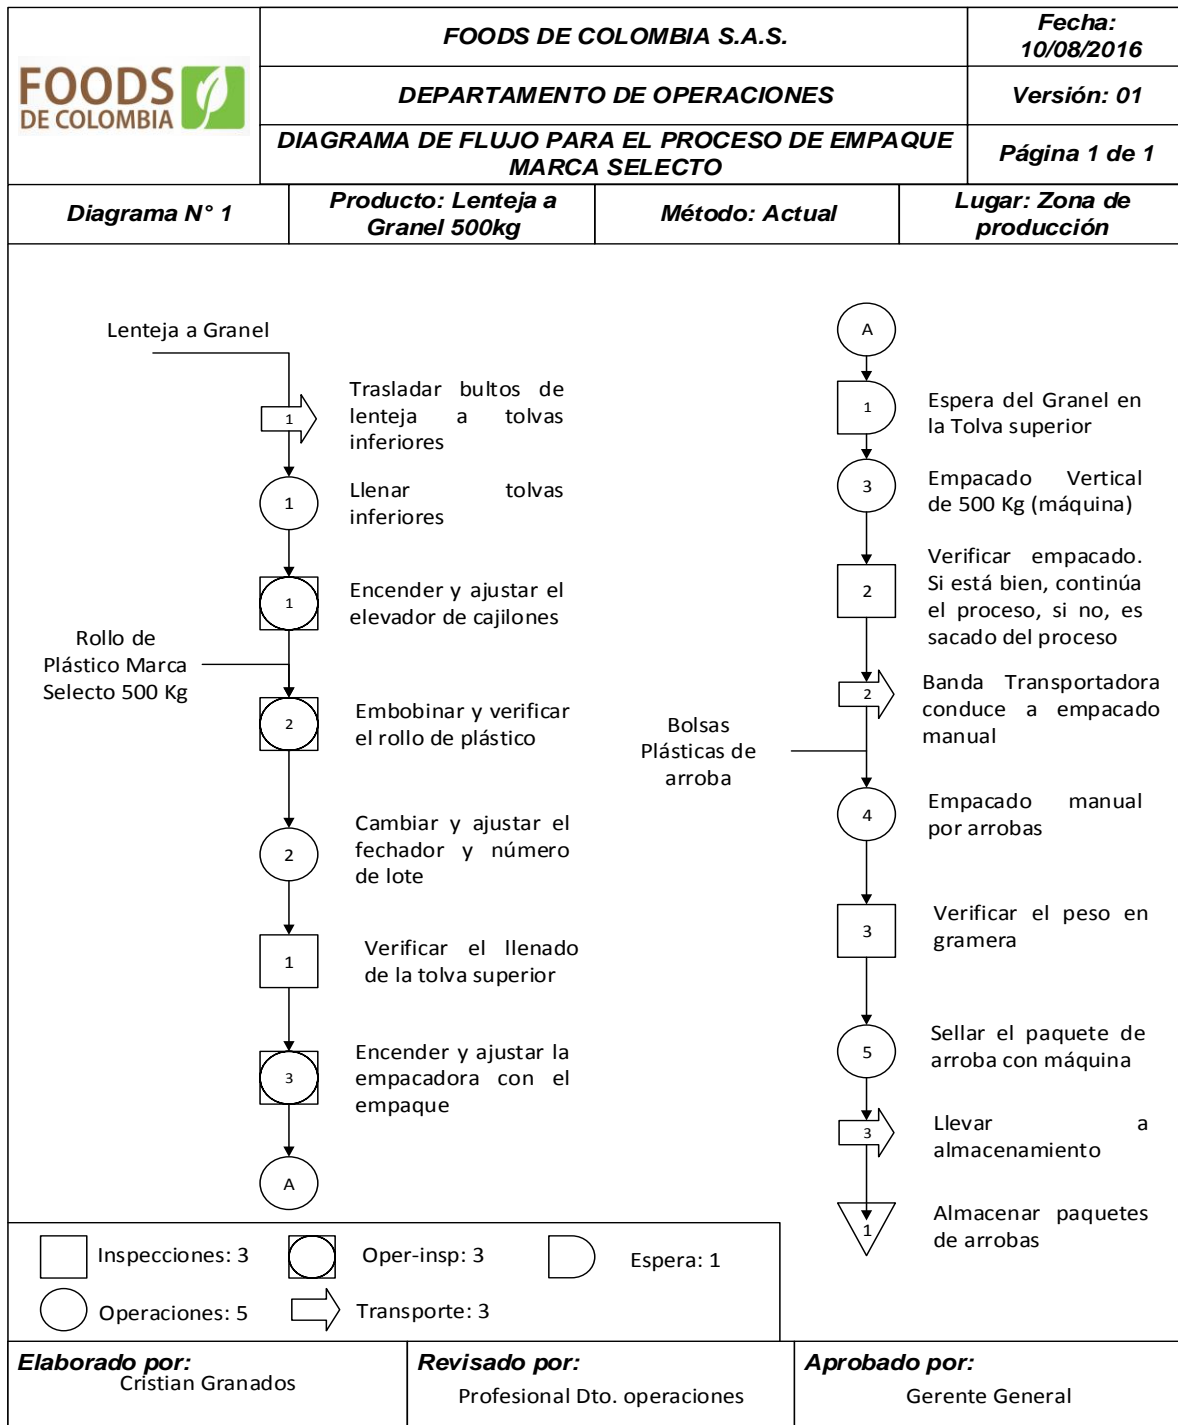 FOODS
DE COLOMBIA
FOODS DE COLOMBIA S.A.S.
Fecha:
10/08/2016
DEPARTAMENTO DE OPERACIONES
Versión: 01
DIAGRAMA DE FLUJO PARA EL PROCESO DE EMPAQUE
MARCA SELECTO
Página 1 de 1
Diagrama N° 1
Producto: Lenteja a
Granel 500kg
Método: Actual
Lugar: Zona de
producción
Lenteja a Granel
1
Trasladar bultos de
lenteja a tolvas
inferiores
1
Llenar tolvas
inferiores
1
Encender y ajustar el
elevador de cajilones
Rollo de
Plástico Marca
Selecto 500 Kg
2
Embobinar y verificar
el rollo de plástico
2
Cambiar y ajustar el
fechador y número
de lote
1
Verificar el llenado
de la tolva superior
3
Encender y ajustar la
empacadora con el
empaque
A
A
1
Espera del Granel en
la Tolva superior
3
Empacado Vertical
de 500 Kg (máquina)
2
Verificar empacado.
Si está bien, continúa
el proceso, si no, es
sacado del proceso
2
Banda Transportadora
conduce a empacado
manual
Bolsas
Plásticas de
arroba
4
Empacado manual
por arrobas
3
Verificar el peso en
gramera
5
Sellar el paquete de
arroba con máquina
3
Llevar a
almacenamiento
1
Almacenar paquetes
de arrobas
Inspecciones: 3
Oper-insp: 3
Espera: 1
Operaciones: 5
Transporte: 3
Elaborado por:
Cristian Granados
Revisado por:
Profesional Dto. operaciones
Aprobado por:
Gerente General